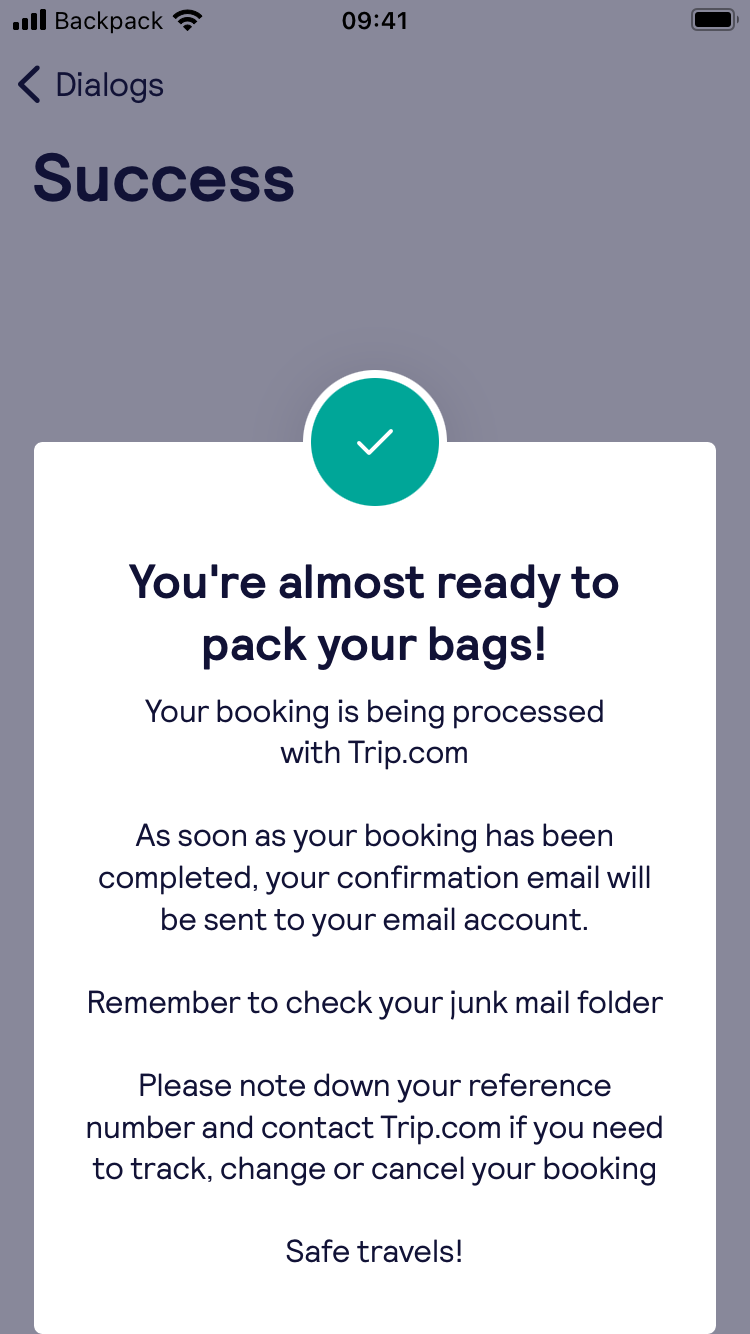 Backpack 09:41
Dialogs
Success
You're almost ready to
pack your bags!
Your booking is being processed
with Trip.com
As soon as your booking has been
completed, your confirmation email will
be sent to your email account.
Remember to check your junk mail folder
Please note down your reference
number and contact Trip.com if you need
to track, change or cancel your booking
Safe travels!